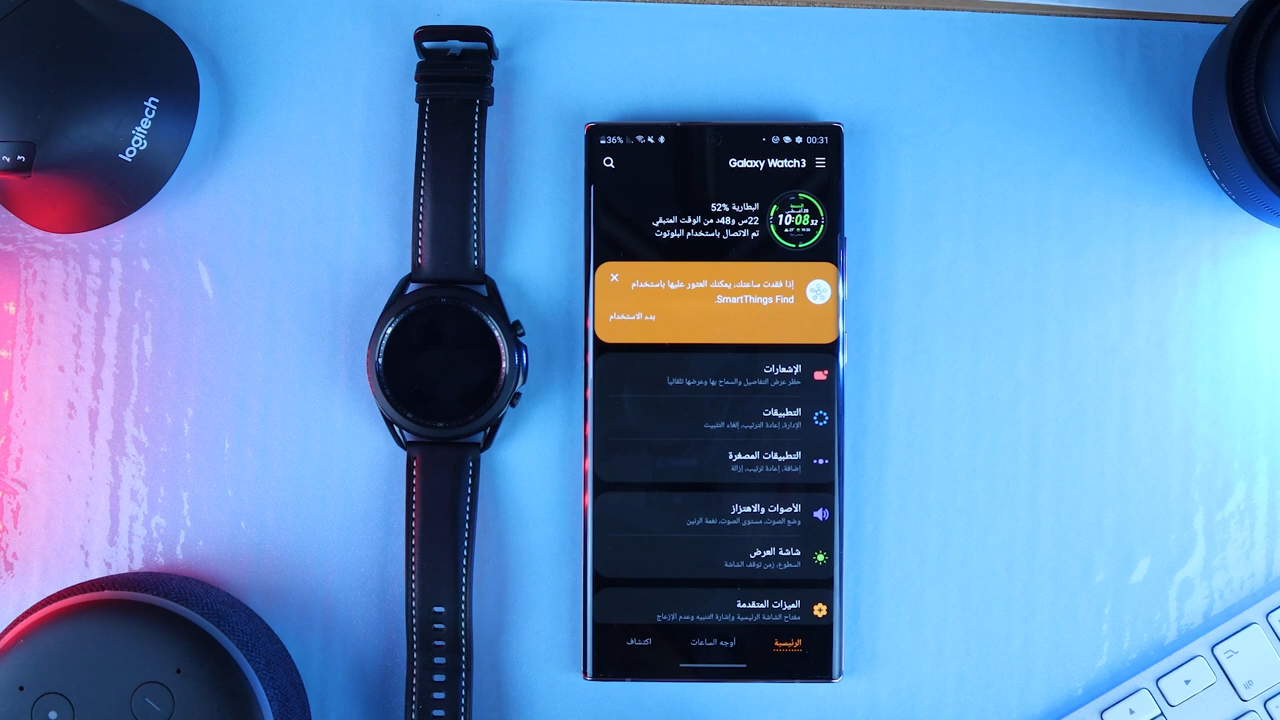 logitech
2 3
36%
00:31
Galaxy Watch3
البطارية 52%
22س و48د من الوقت المتبقي
تم الاتصال باستخدام البلوتوث
الجمعة
10:08 32
إذا فقدت ساعتك، يمكنك العثور عليها باستخدام
SmartThings Find.
بدء الاستخدام
الإشعارات
حظر عرض التفاصيل والسماح بها وعرضها تلقائياً
التطبيقات
الإدارة، إعادة الترتيب، إلغاء التثبيت
التطبيقات المصغرة
إضافة، إعادة ترتيب، إزالة
الأصوات والاهتزاز
وضع الصوت، مستوى الصوت، نغمة الرنين
شاشة العرض
السطوع، زمن توقف الشاشة
الميزات المتقدمة
مفتاح الشاشة الرئيسية وإشارة التنبيه وعدم الإزعاج
الرئيسية
أوجه الساعات
اكتشاف